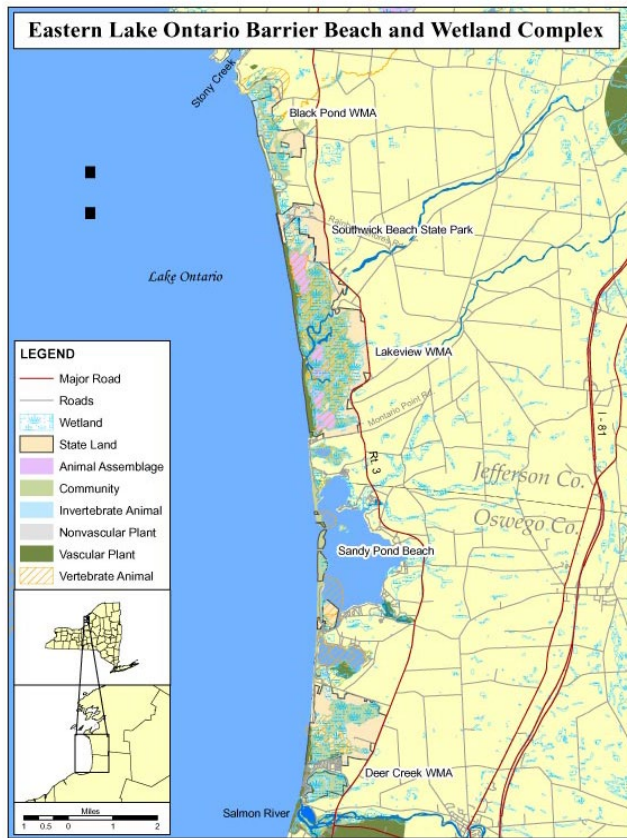 Eastern Lake Ontario Barrier Beach and Wetland Complex
Stony Creek
Black Pond WMA
Southwick Beach State Park
Lake Ontario
Lakeview WMA
Montario Point Rd
I - 81
Rt. 3
Jefferson Co.
Oswego Co.
Sandy Pond Beach
Deer Creek WMA
Salmon River
LEGEND
Major Road
Roads
Wetland
State Land
Animal Assemblage
Community
Invertebrate Animal
Nonvascular Plant
Vascular Plant
Vertebrate Animal
Miles
1 0.5 0 1 2